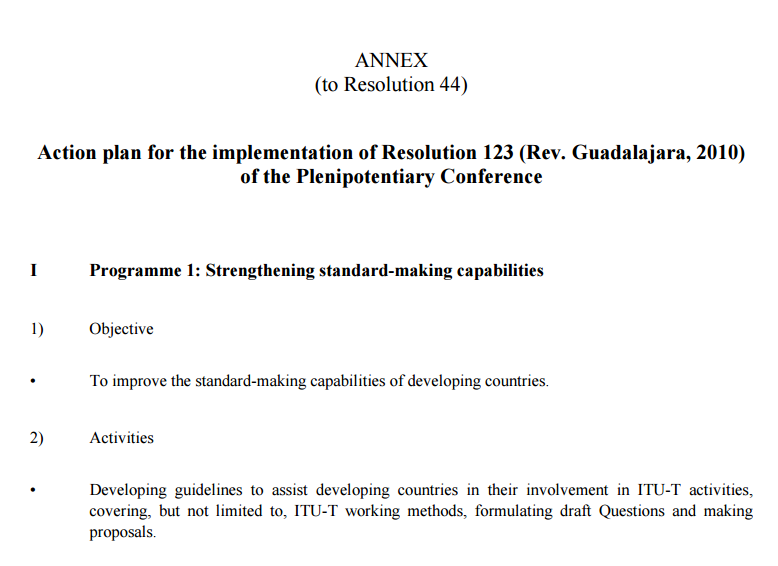 ANNEX
(to Resolution 44)
Action plan for the implementation of Resolution 123 (Rev. Guadalajara, 2010)
of the Plenipotentiary Conference
I Programme 1: Strengthening standard-making capabilities
1) Objective
• To improve the standard-making capabilities of developing countries.
2) Activities
• Developing guidelines to assist developing countries in their involvement in ITU-T activities,
covering, but not limited to, ITU-T working methods, formulating draft Questions and making
proposals.